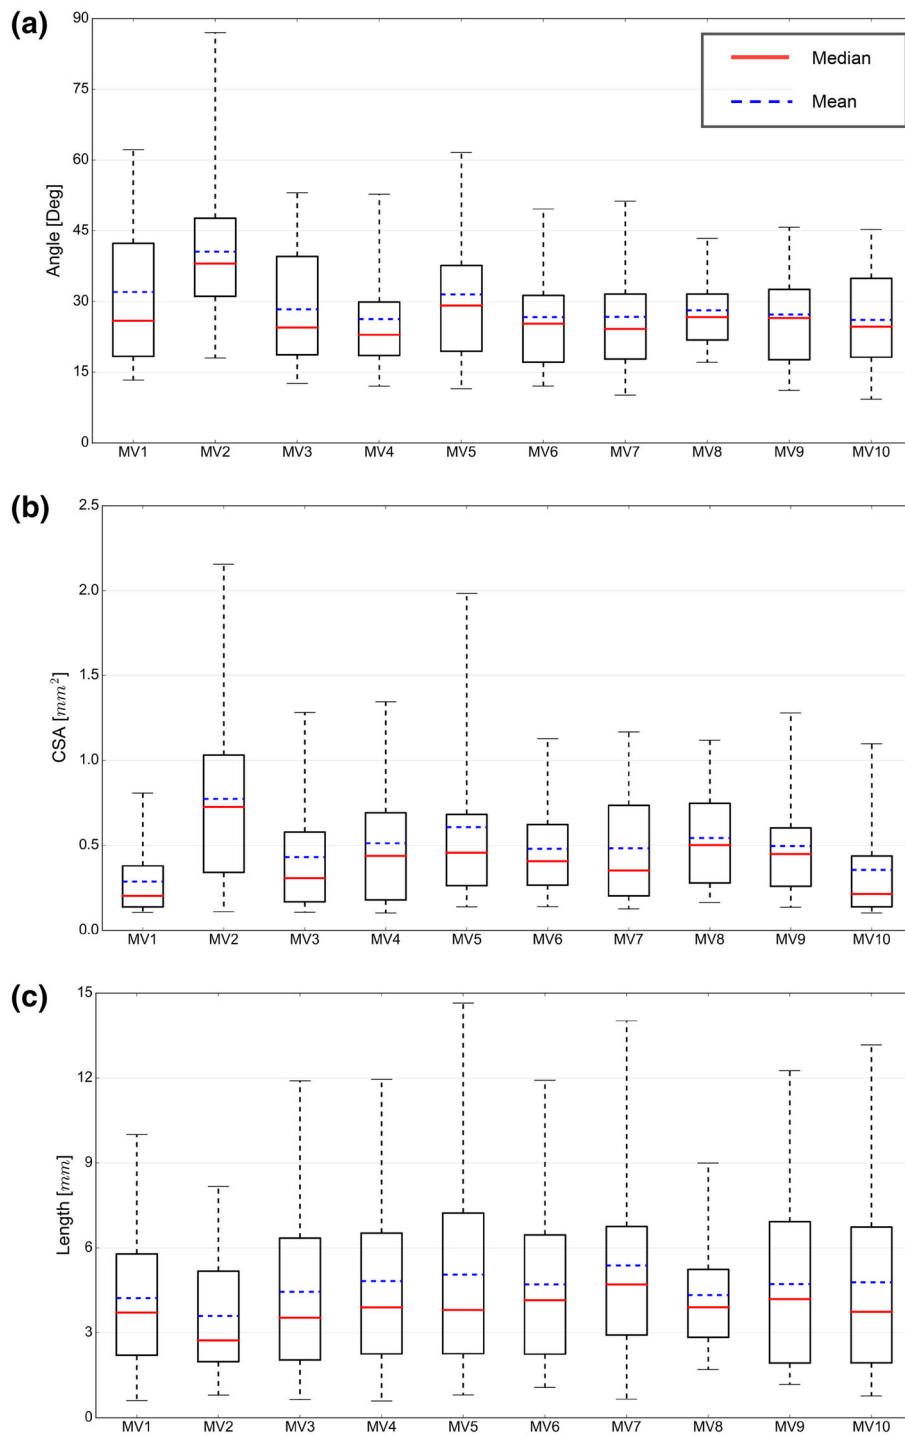 (a)
90
75
60
45
30
15
0
Angle [Deg]
Median
Mean
MV1 MV2 MV3 MV4 MV5 MV6 MV7 MV8 MV9 MV10
(b)
2.5
2.0
1.5
1.0
0.5
0.0
CSA [mm²]
MV1 MV2 MV3 MV4 MV5 MV6 MV7 MV8 MV9 MV10
(c)
15
12
9
6
3
0
Length [mm]
MV1 MV2 MV3 MV4 MV5 MV6 MV7 MV8 MV9 MV10